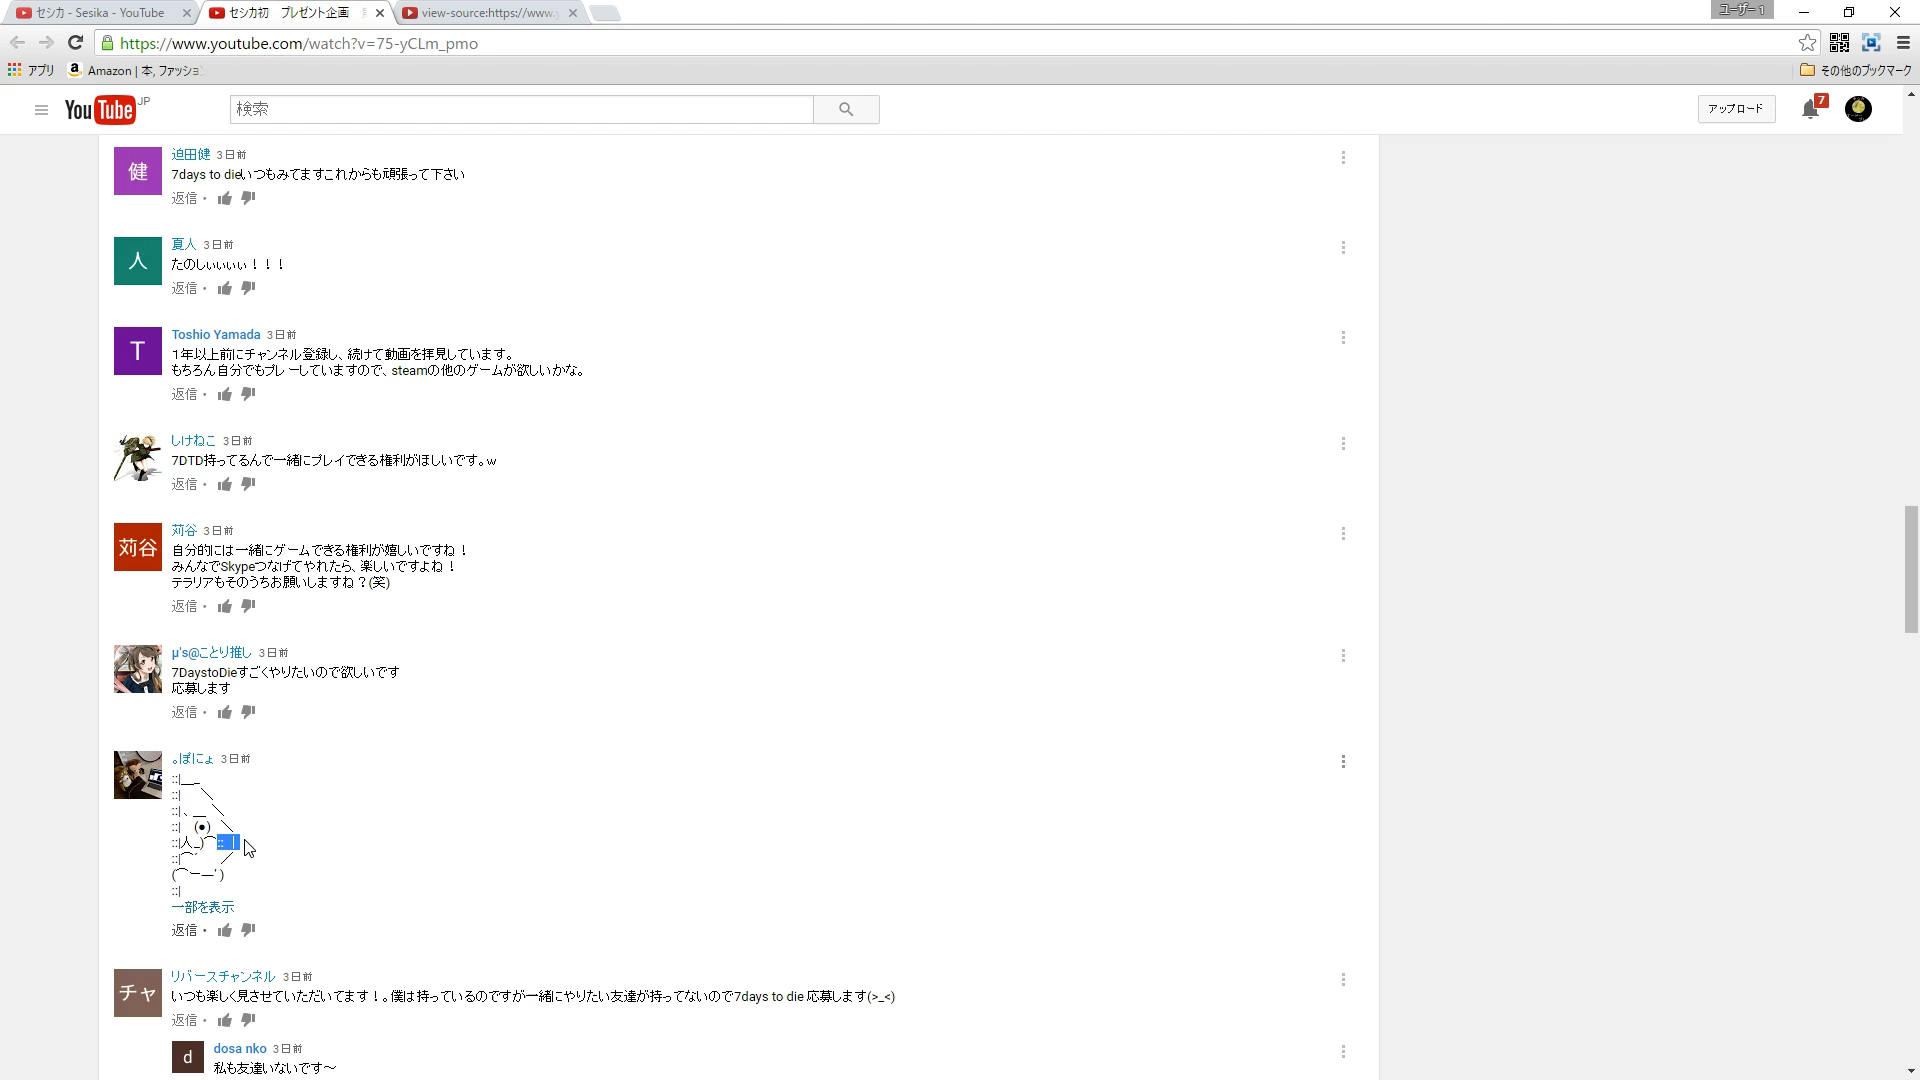 セシカ - Sesika - YouTube
セシカ初 プレゼント企画
view-source:https://www.
ユーザー 1
https://www.youtube.com/watch?v=75-yCLm_pmo
アプリ
Amazon | 本, ファッショ
その他のブックマーク
YouTube JP
検索
アップロード
7
健
迫田健 3 日前
7days to dieいつもみてますこれからも頑張って下さい
返信・
人
夏人 3 日前
たのしぃぃぃぃ！！！
返信・
T
Toshio Yamada 3 日前
１年以上前にチャンネル登録し、続けて動画を拝見しています。
もちろん自分でもプレーしていますので、steamの他のゲームが欲しいかな。
返信・
しけねこ 3 日前
7DTD持ってるんで一緒にプレイできる権利がほしいです。w
返信・
苅谷
苅谷 3 日前
自分的には一緒にゲームできる権利が嬉しいですね！
みんなでSkypeつなげてやれたら、楽しいですよね！
テラリアもそのうちお願いしますね？(笑)
返信・
μ's@ことり推し 3 日前
7DaystoDieすごくやりたいので欲しいです
応募します
返信・
。ぽにょ 3 日前
::|＿_
::|　 ＼
::|､ __　＼
::|　(●)　＼
::|人_)⌒::　|
::|⌒´　　／
(⌒ー―' )
::|
一部を表示
返信・
チャ
リバースチャンネル 3 日前
いつも楽しく見させていただいてます！。僕は持っているのですが一緒にやりたい友達が持ってないので7days to die 応募します(>_<)
返信・
d
dosa nko 3 日前
私も友達いないです～